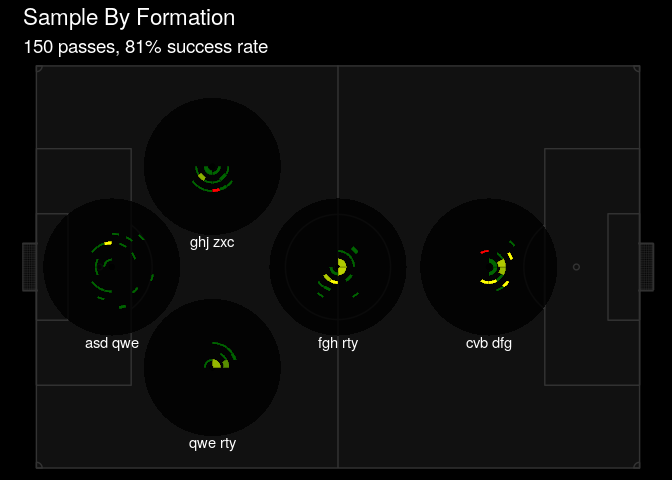 Sample By Formation
150 passes, 81% success rate
ghj zxc
asd qwe
fgh rty
cvb dfg
qwe rty